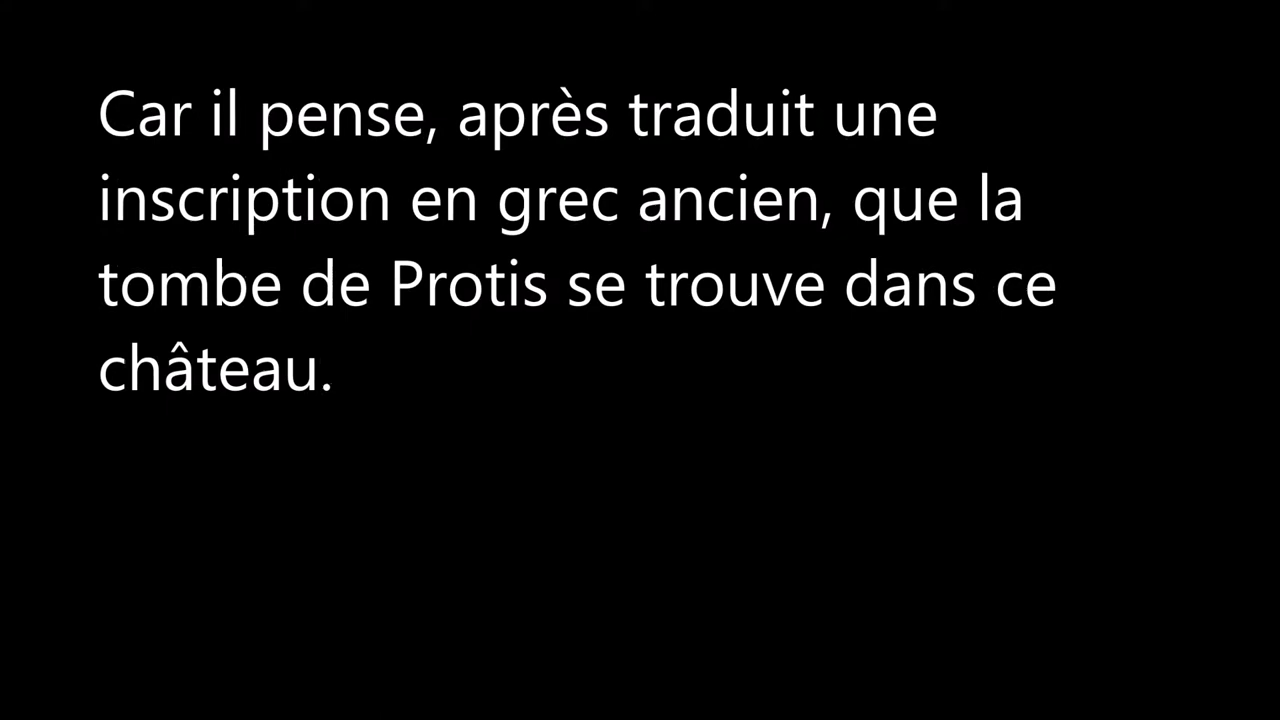 Car il pense, après traduit une
inscription en grec ancien, que la
tombe de Protis se trouve dans ce
château.